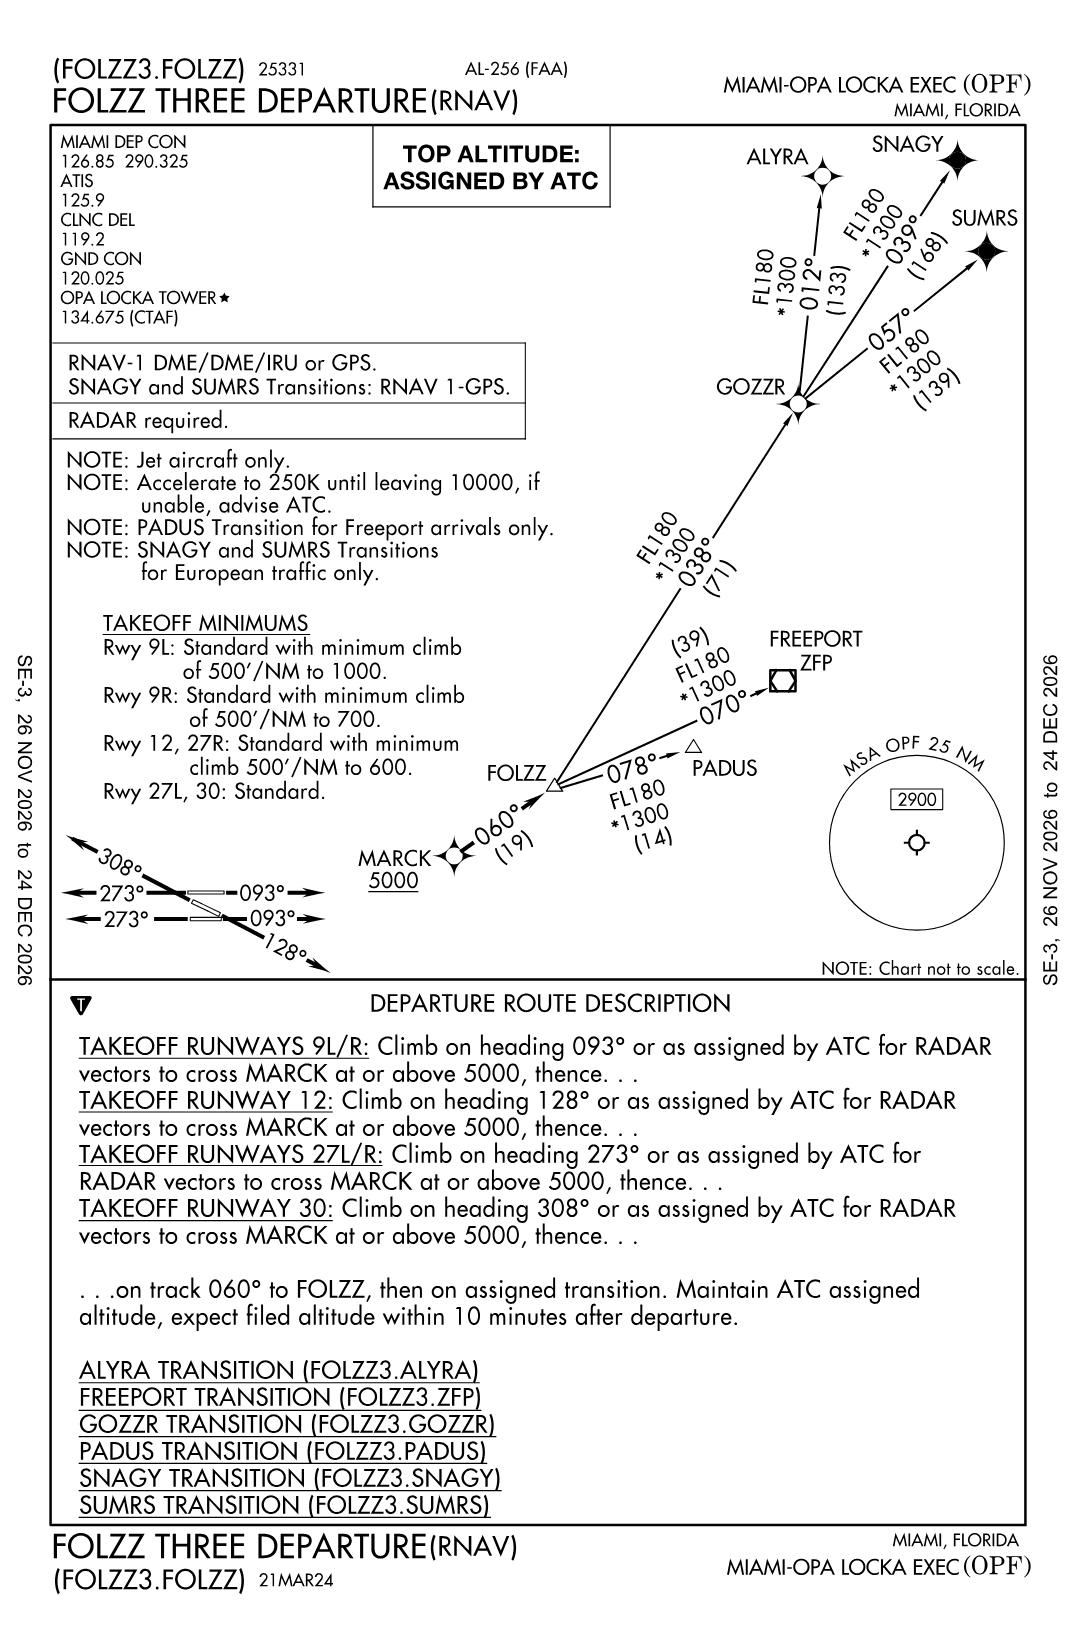 (FOLZZ3.FOLZZ) 25331
AL-256 (FAA)
MIAMI-OPA LOCKA EXEC (OPF)
FOLZZ THREE DEPARTURE (RNAV)
MIAMI, FLORIDA
MIAMI DEP CON
126.85 290.325
ATIS
125.9
CLNC DEL
119.2
GND CON
120.025
OPA LOCKA TOWER★
134.675 (CTAF)
TOP ALTITUDE:
ASSIGNED BY ATC
RNAV-1 DME/DME/IRU or GPS.
SNAGY and SUMRS Transitions: RNAV 1-GPS.
RADAR required.
NOTE: Jet aircraft only.
NOTE: Accelerate to 250K until leaving 10000, if
unable, advise ATC.
NOTE: PADUS Transition for Freeport arrivals only.
NOTE: SNAGY and SUMRS Transitions
for European traffic only.
TAKEOFF MINIMUMS
Rwy 9L: Standard with minimum climb
of 500'/NM to 1000.
Rwy 9R: Standard with minimum climb
of 500'/NM to 700.
Rwy 12, 27R: Standard with minimum
climb 500'/NM to 600.
Rwy 27L, 30: Standard.
ALYRA
SNAGY
SUMRS
FL180
*1300
012°
(133)
FL180
*1300
039°
(168)
057°
FL180
*1300
(139)
GOZZR
FL180
*1300
038°
(71)
(39)
FL180
*1300
070°
FREEPORT
ZFP
FOLZZ
078°
FL180
*1300
(14)
PADUS
060°
(19)
MARCK
5000
MSA OPF 25 NM
2900
308°
273°
093°
273°
093°
128°
NOTE: Chart not to scale.
SE-3, 26 NOV 2026 to 24 DEC 2026
SE-3, 26 NOV 2026 to 24 DEC 2026
T
DEPARTURE ROUTE DESCRIPTION
TAKEOFF RUNWAYS 9L/R: Climb on heading 093° or as assigned by ATC for RADAR
vectors to cross MARCK at or above 5000, thence. . .
TAKEOFF RUNWAY 12: Climb on heading 128° or as assigned by ATC for RADAR
vectors to cross MARCK at or above 5000, thence. . .
TAKEOFF RUNWAYS 27L/R: Climb on heading 273° or as assigned by ATC for
RADAR vectors to cross MARCK at or above 5000, thence. . .
TAKEOFF RUNWAY 30: Climb on heading 308° or as assigned by ATC for RADAR
vectors to cross MARCK at or above 5000, thence. . .
. . .on track 060° to FOLZZ, then on assigned transition. Maintain ATC assigned
altitude, expect filed altitude within 10 minutes after departure.
ALYRA TRANSITION (FOLZZ3.ALYRA)
FREEPORT TRANSITION (FOLZZ3.ZFP)
GOZZR TRANSITION (FOLZZ3.GOZZR)
PADUS TRANSITION (FOLZZ3.PADUS)
SNAGY TRANSITION (FOLZZ3.SNAGY)
SUMRS TRANSITION (FOLZZ3.SUMRS)
FOLZZ THREE DEPARTURE (RNAV)
MIAMI, FLORIDA
(FOLZZ3.FOLZZ) 21MAR24
MIAMI-OPA LOCKA EXEC (OPF)